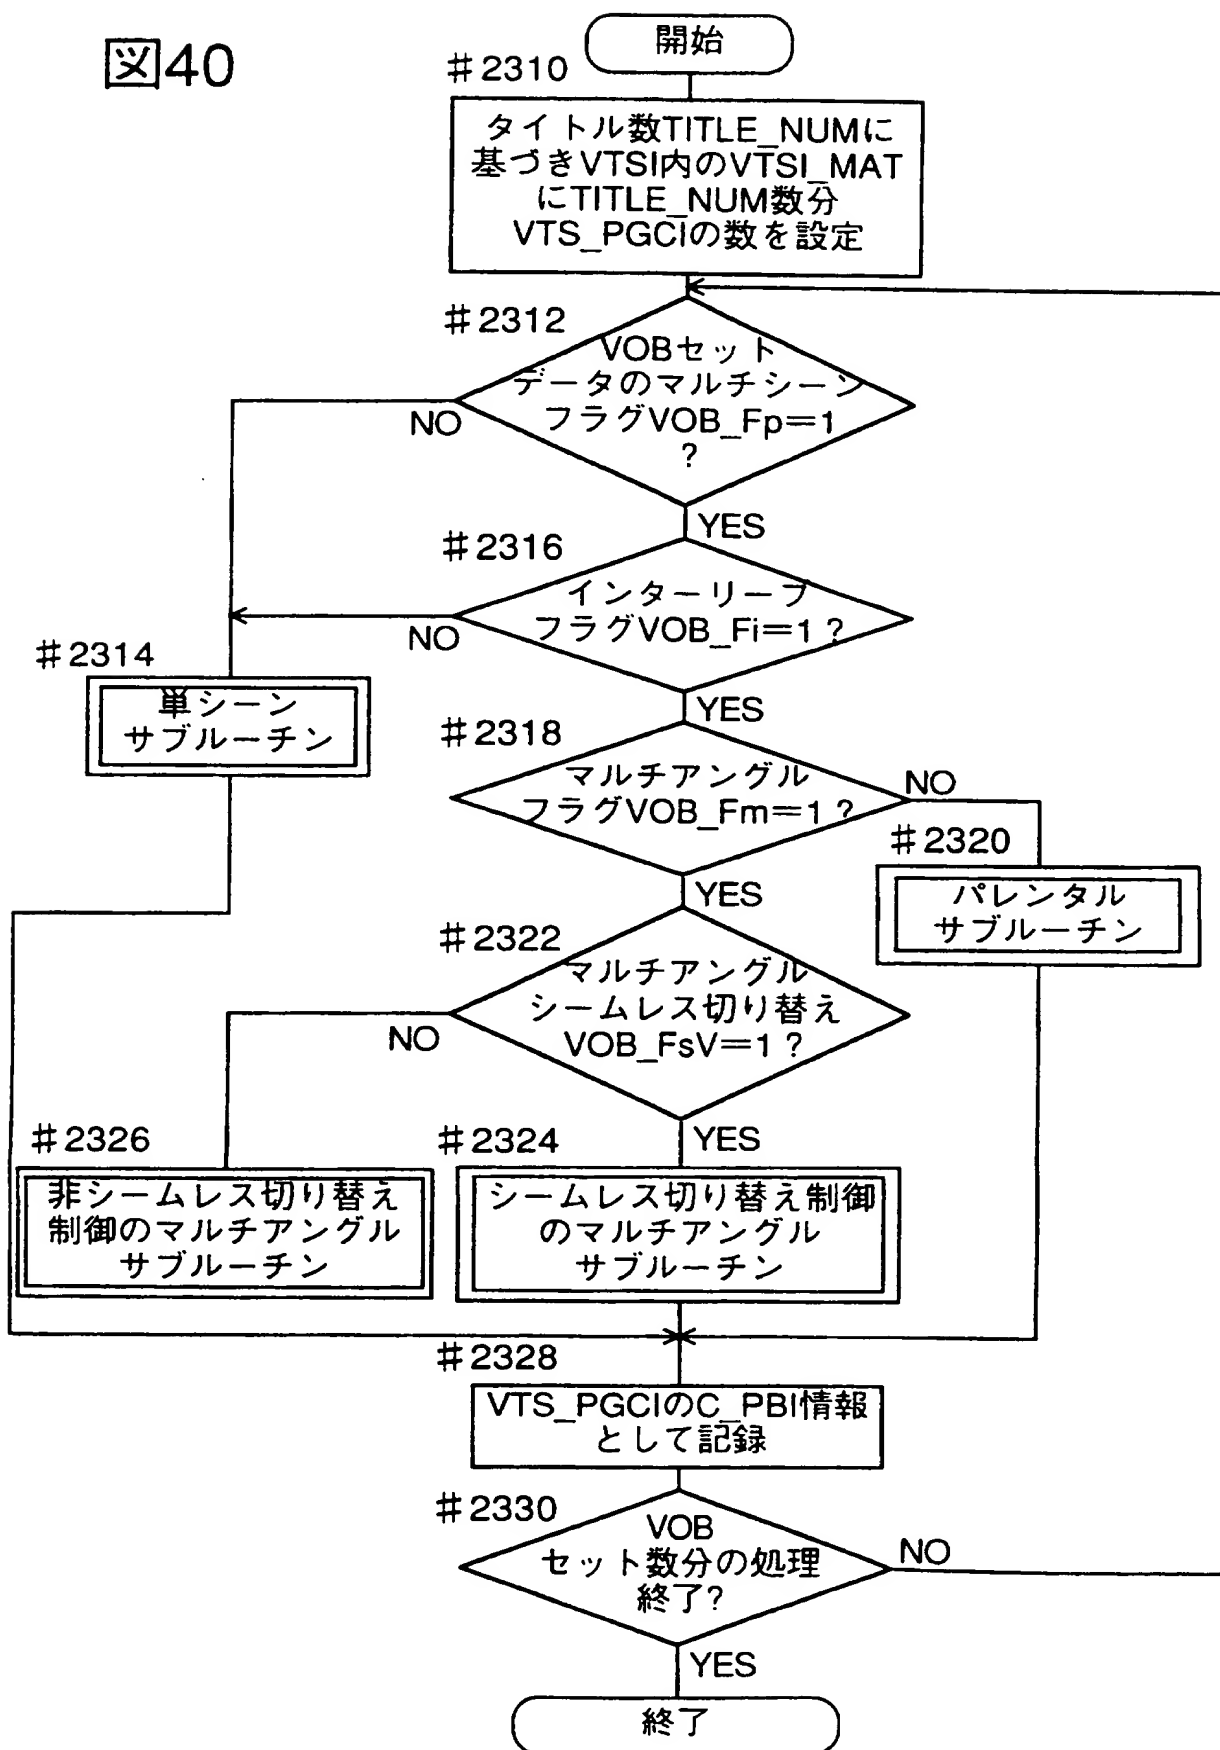 図40
開始
#2310
タイトル数TITLE_NUMに
基づきVTSI内のVTSI_MAT
にTITLE_NUM数分
VTS_PGCIの数を設定
#2312
VOBセット
データのマルチシーン
フラグVOB_Fp=1
?
NO
YES
#2316
インターリーブ
フラグVOB_Fi=1?
NO
YES
#2314
単シーン
サブルーチン
#2318
マルチアングル
フラグVOB_Fm=1?
NO
YES
#2320
パレンタル
サブルーチン
#2322
マルチアングル
シームレス切り替え
VOB_FsV=1?
NO
YES
#2326
非シームレス切り替え
制御のマルチアングル
サブルーチン
#2324
シームレス切り替え制御
のマルチアングル
サブルーチン
#2328
VTS_PGCIのC_PBI情報
として記録
#2330
VOB
セット数分の処理
終了?
NO
YES
終了